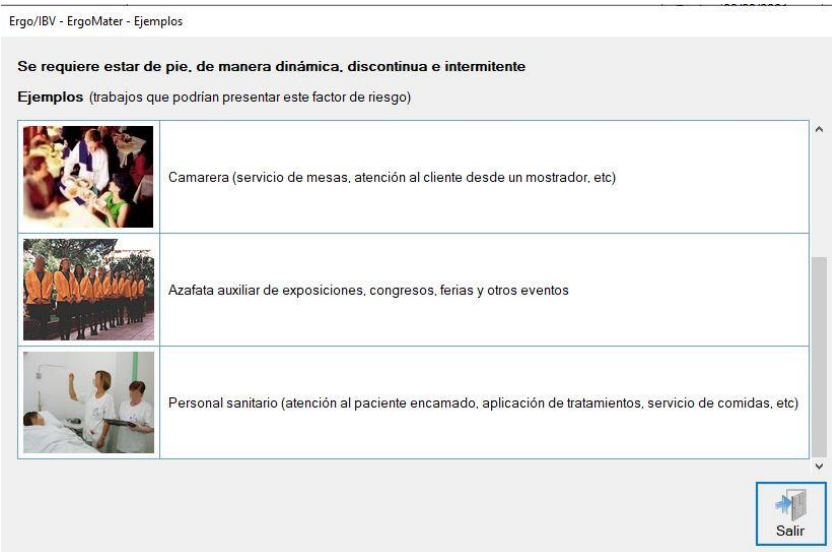 Ergo/IBV - ErgoMater - Ejemplos
Se requiere estar de pie, de manera dinámica, discontinua e intermitente
Ejemplos (trabajos que podrían presentar este factor de riesgo)
Camarera (servicio de mesas, atención al cliente desde un mostrador, etc)
Azafata auxiliar de exposiciones, congresos, ferias y otros eventos
Personal sanitario (atención al paciente encamado, aplicación de tratamientos, servicio de comidas, etc)
Salir